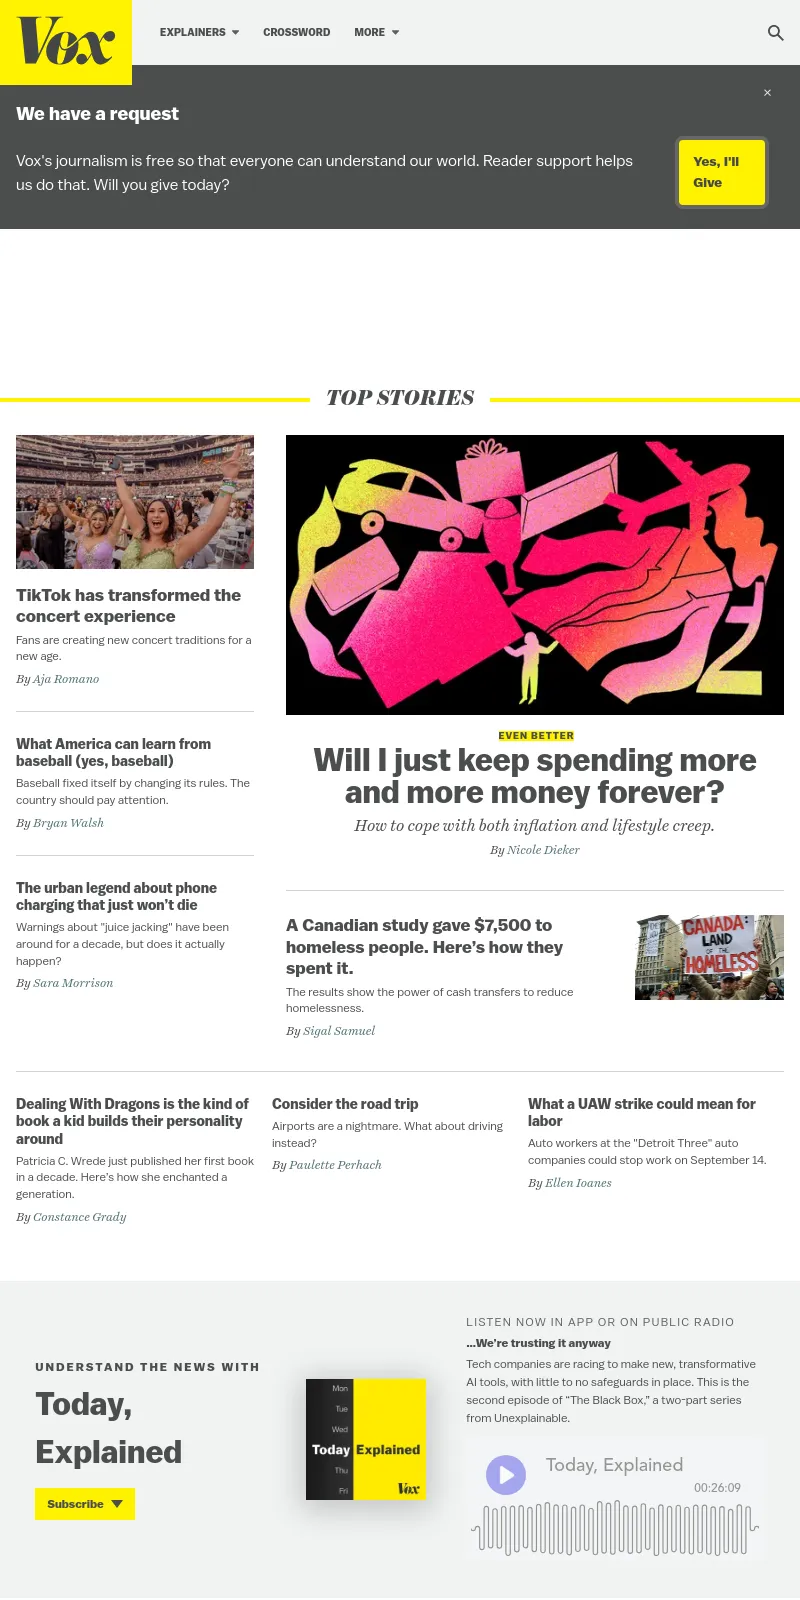 Vox
EXPLAINERS
CROSSWORD
MORE
×
We have a request
Vox's journalism is free so that everyone can understand our world. Reader support helps
us do that. Will you give today?
Yes, I'll
Give
TOP STORIES
TikTok has transformed the
concert experience
Fans are creating new concert traditions for a
new age.
By Aja Romano
What America can learn from
baseball (yes, baseball)
Baseball fixed itself by changing its rules. The
country should pay attention.
By Bryan Walsh
The urban legend about phone
charging that just won't die
Warnings about "juice jacking" have been
around for a decade, but does it actually
happen?
By Sara Morrison
EVEN BETTER
Will I just keep spending more
and more money forever?
How to cope with both inflation and lifestyle creep.
By Nicole Dieker
A Canadian study gave $7,500 to
homeless people. Here's how they
spent it.
The results show the power of cash transfers to reduce
homelessness.
By Sigal Samuel
CANADA:
LAND
OF THE
HOMELESS
Dealing With Dragons is the kind of
book a kid builds their personality
around
Patricia C. Wrede just published her first book
in a decade. Here's how she enchanted a
generation.
By Constance Grady
Consider the road trip
Airports are a nightmare. What about driving
instead?
By Paulette Perhach
What a UAW strike could mean for
labor
Auto workers at the "Detroit Three" auto
companies could stop work on September 14.
By Ellen Ioanes
UNDERSTAND THE NEWS WITH
Today,
Explained
Subscribe
Mon
Tue
Wed
Today Explained
Thu
Fri
Vox
LISTEN NOW IN APP OR ON PUBLIC RADIO
...We're trusting it anyway
Tech companies are racing to make new, transformative
AI tools, with little to no safeguards in place. This is the
second episode of “The Black Box,” a two-part series
from Unexplainable.
Today, Explained
00:26:09